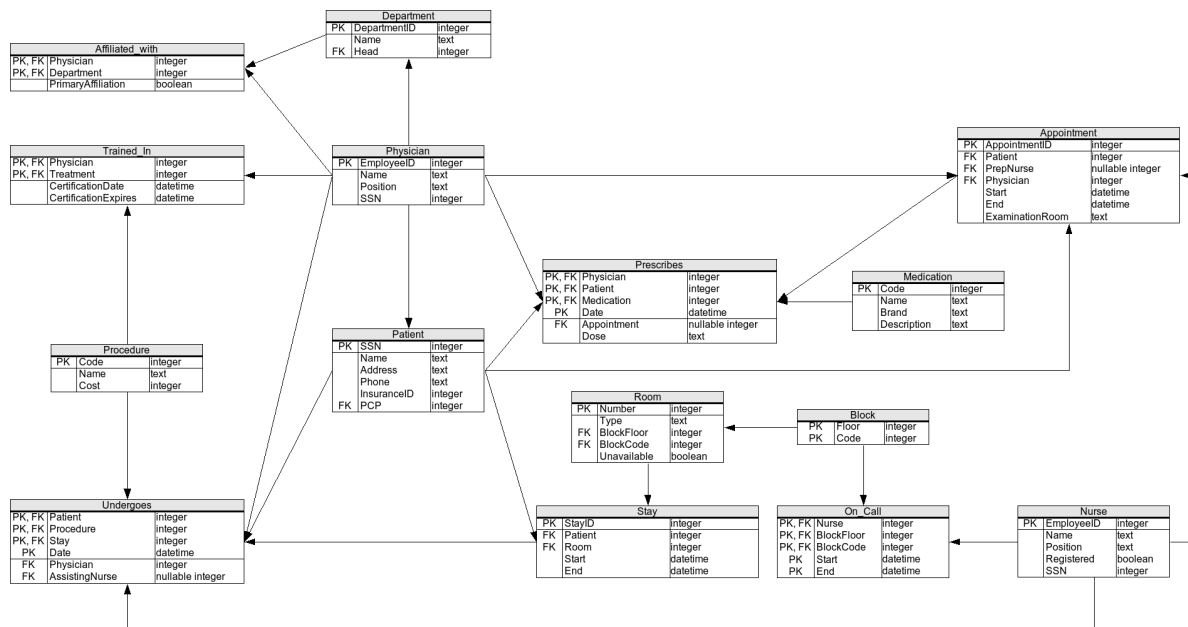 Department
PK DepartmentID integer
Name text
FK Head integer
Affiliated_with
PK, FK Physician integer
PK, FK Department integer
PrimaryAffiliation boolean
Appointment
PK AppointmentID integer
FK Patient integer
FK PrepNurse nullable integer
FK Physician integer
Start datetime
End datetime
ExaminationRoom text
Trained_In
PK, FK Physician integer
PK, FK Treatment integer
CertificationDate datetime
CertificationExpires datetime
Physician
PK EmployeeID integer
Name text
Position text
SSN integer
Prescribes
PK, FK Physician integer
PK, FK Patient integer
PK, FK Medication integer
PK Date datetime
FK Appointment nullable integer
Dose text
Medication
PK Code integer
Name text
Brand text
Description text
Patient
PK SSN integer
Name text
Address text
Phone text
InsuranceID integer
FK PCP integer
Procedure
PK Code integer
Name text
Cost integer
Room
PK Number integer
Type text
FK BlockFloor integer
FK BlockCode integer
Unavailable boolean
Block
PK Floor integer
PK Code integer
Undergoes
PK, FK Patient integer
PK, FK Procedure integer
PK, FK Stay integer
PK Date datetime
FK Physician integer
FK AssistingNurse nullable integer
Stay
PK StayID integer
FK Patient integer
FK Room integer
Start datetime
End datetime
On_Call
PK, FK Nurse integer
PK, FK BlockFloor integer
PK, FK BlockCode integer
PK Start datetime
PK End datetime
Nurse
PK EmployeeID integer
Name text
Position text
Registered boolean
SSN integer